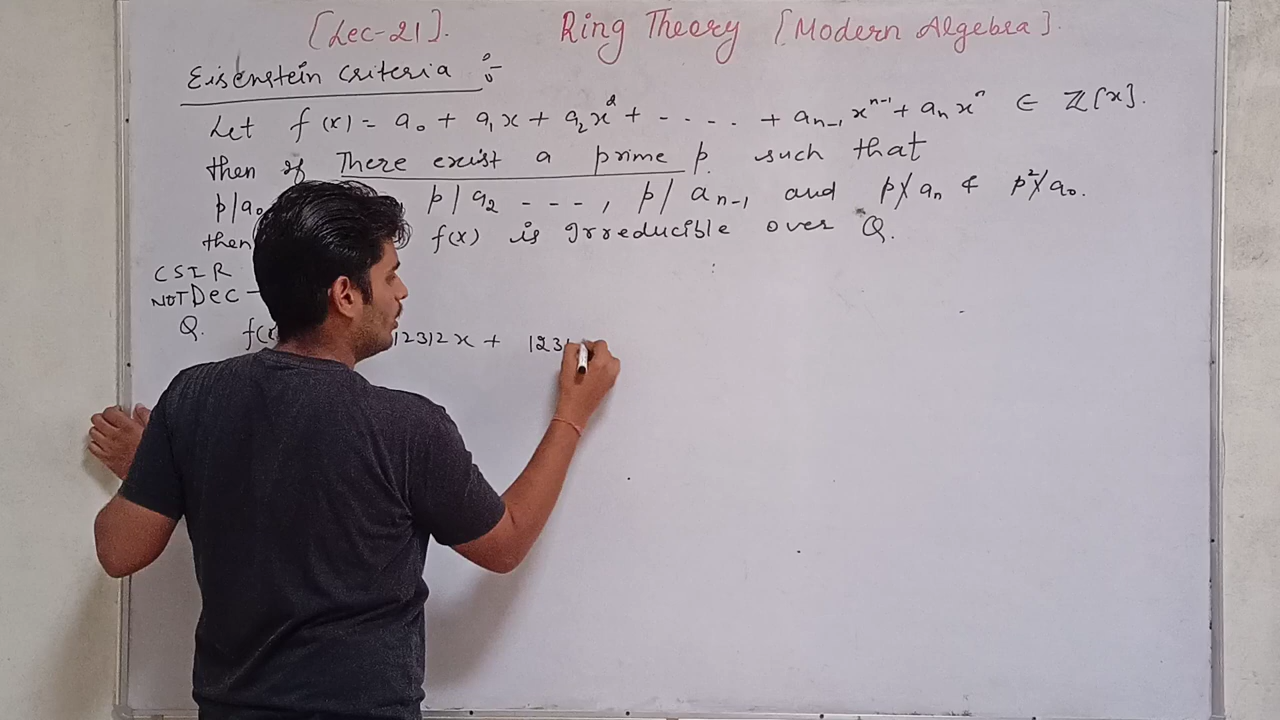 [Lec-21]. Ring Theory [Modern Algebra].
Eisenstein Criteria :-
Let f(x) = a₀ + a₁x + a₂x² + - - - - - + aₙ₋₁xⁿ⁻¹ + aₙxⁿ ∈ ℤ[x].
then if There exist a prime p. such that
p|a₀ p|a₂ - - - -, p| aₙ₋₁ and p∤aₙ & p²∤a₀.
then f(x) is Irreducible over Q.
CSIR
NET Dec -
Q. f( 12312x + 123